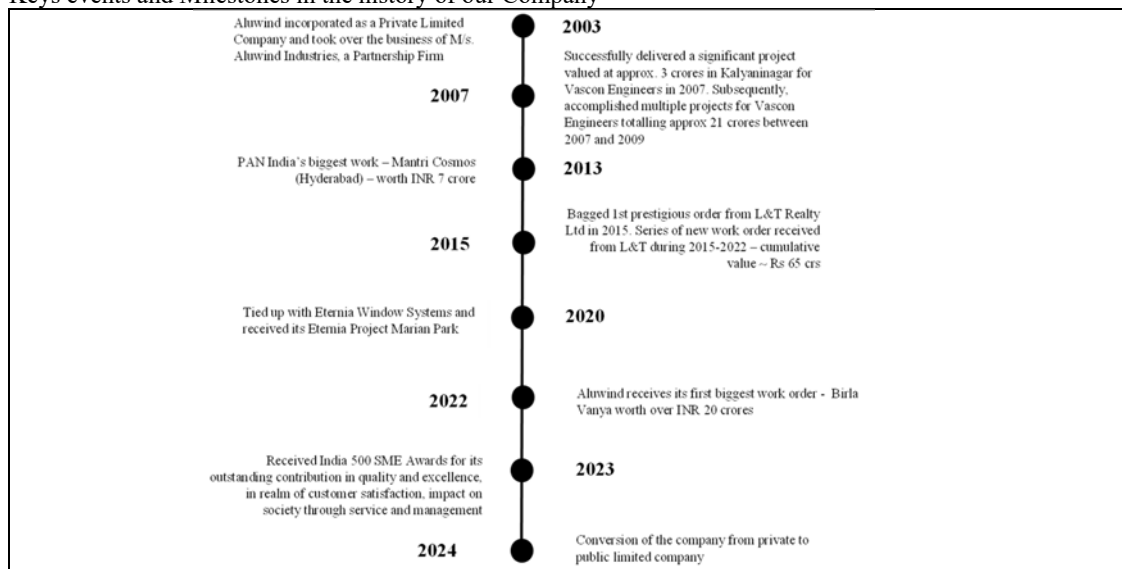 Keys events and Milestones in the history of our Company
Aluwind incorporated as a Private Limited
Company and took over the business of M/s.
Aluwind Industries, a Partnership Firm
2003
2007
Successfully delivered a significant project
valued at approx. 3 crores in Kalyaninagar for
Vascon Engineers in 2007. Subsequently,
accomplished multiple projects for Vascon
Engineers totalling approx 21 crores between
2007 and 2009
PAN India's biggest work – Mantri Cosmos
(Hyderabad) – worth INR 7 crore
2013
2015
Bagged 1st prestigious order from L&T Realty
Ltd in 2015. Series of new work order received
from L&T during 2015-2022 – cumulative
value ~ Rs 65 crs
Tied up with Eternia Window Systems and
received its Eternia Project Marian Park
2020
2022
Aluwind receives its first biggest work order - Birla
Vanya worth over INR 20 crores
Received India 500 SME Awards for its
outstanding contribution in quality and excellence,
in realm of customer satisfaction, impact on
society through service and management
2023
2024
Conversion of the company from private to
public limited company